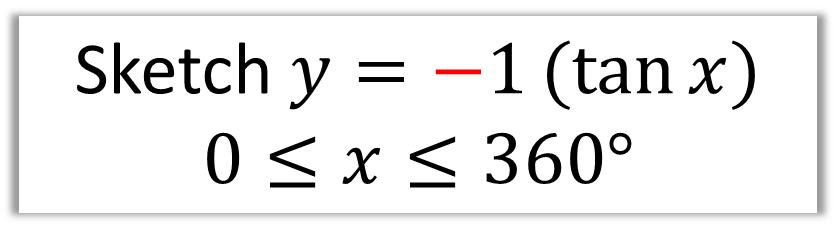 Sketch y = −1 (tan x)
0 ≤ x ≤ 360°